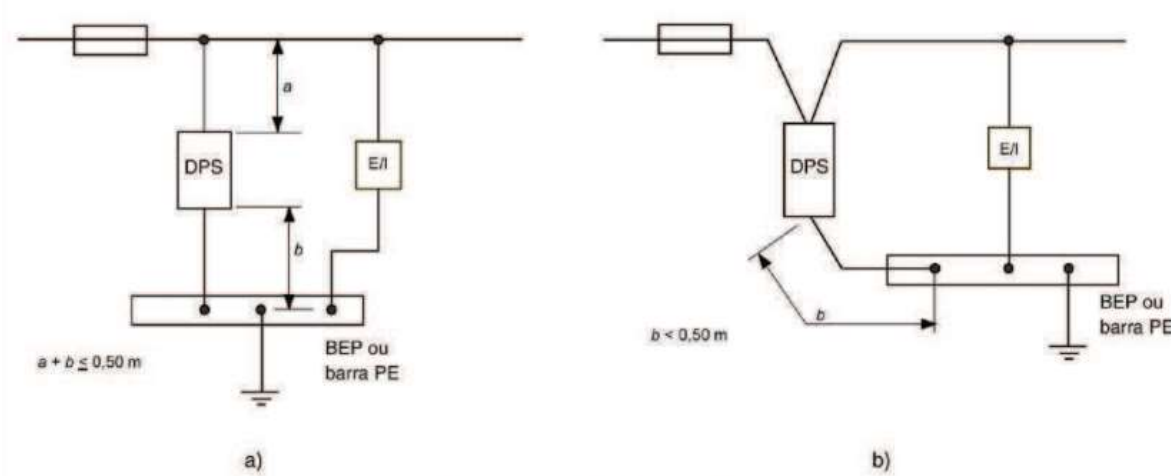 a
DPS
E/I
b
a + b ≤ 0,50 m
BEP ou
barra PE
a)
DPS
E/I
b
b < 0,50 m
BEP ou
barra PE
b)